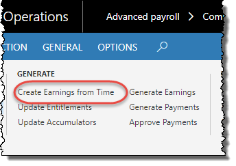 Operations Advanced payroll > Com
CTION GENERAL OPTIONS
GENERATE
Create Earnings from Time Generate Earnings
Update Entitlements Generate Payments
Update Accumulators Approve Payments